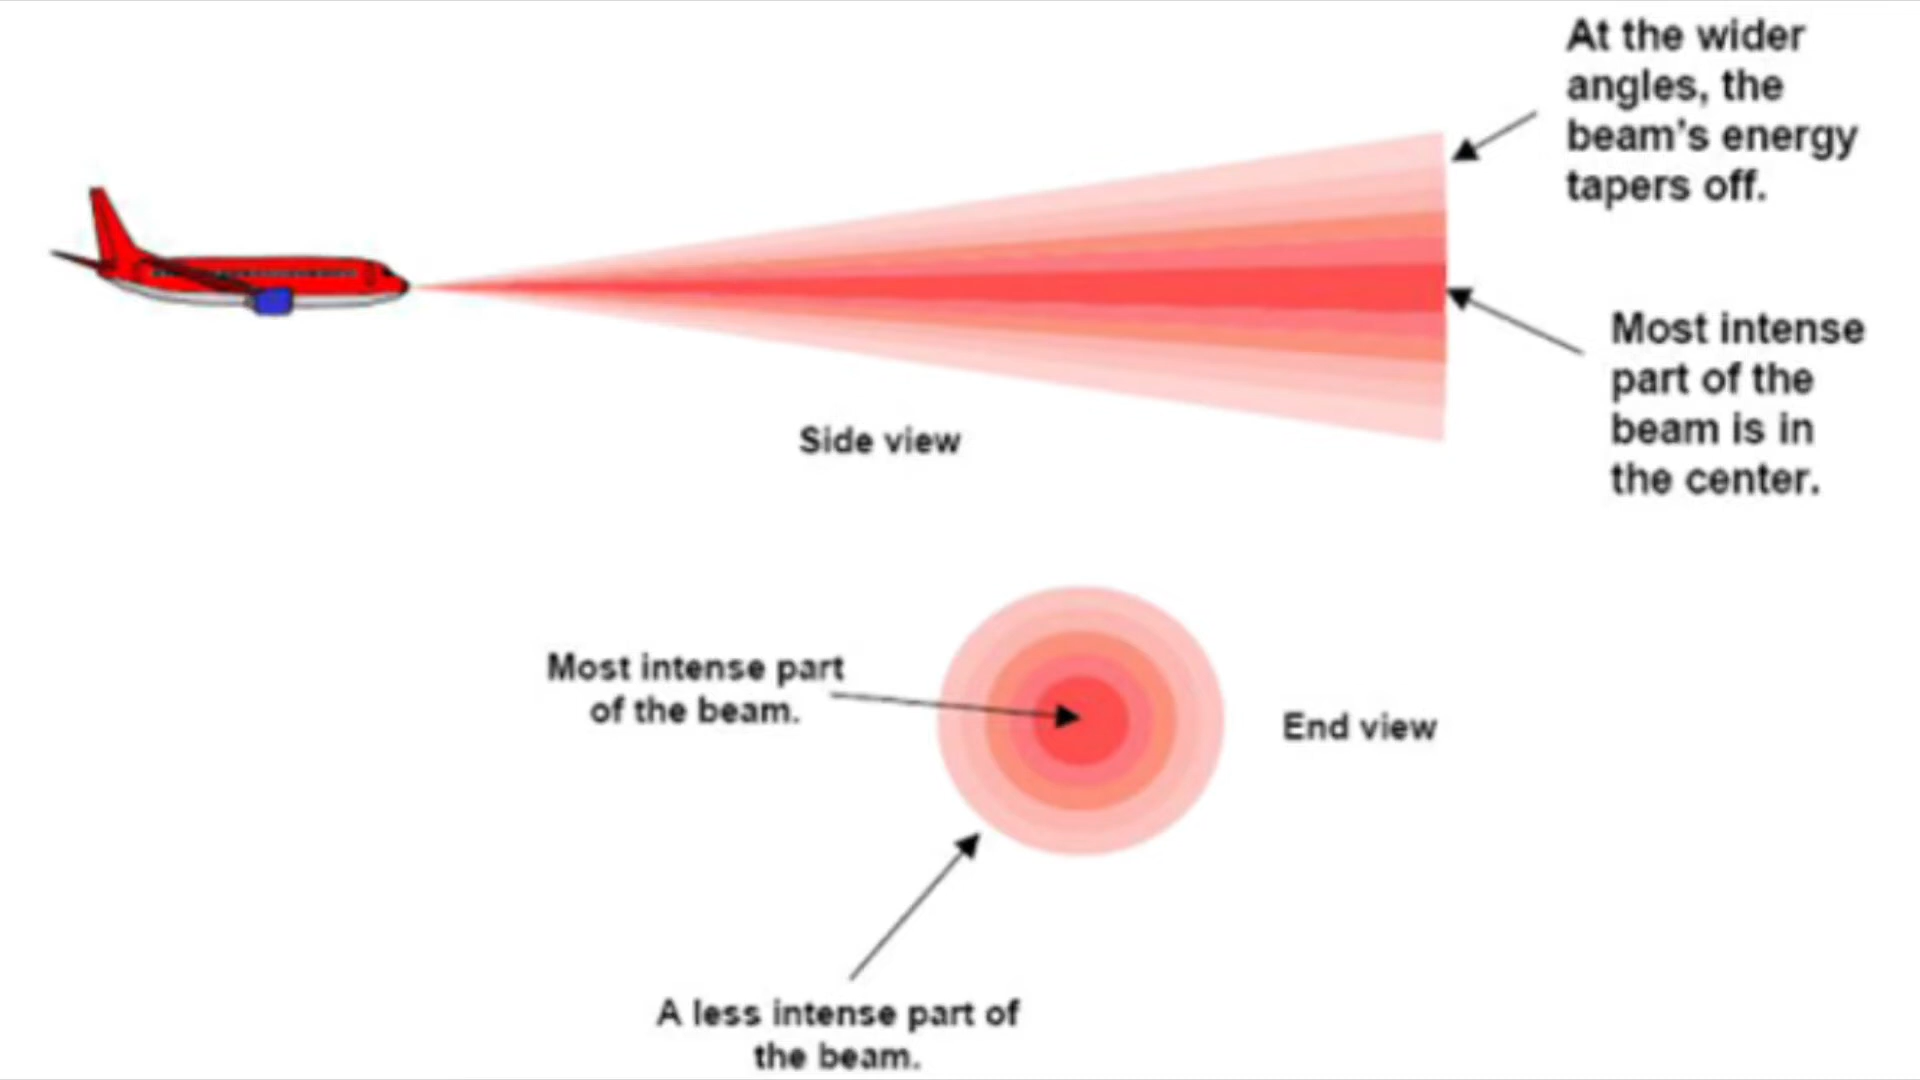 At the wider
angles, the
beam's energy
tapers off.
Most intense
part of the
beam is in
the center.
Side view
Most intense part
of the beam.
End view
A less intense part of
the beam.